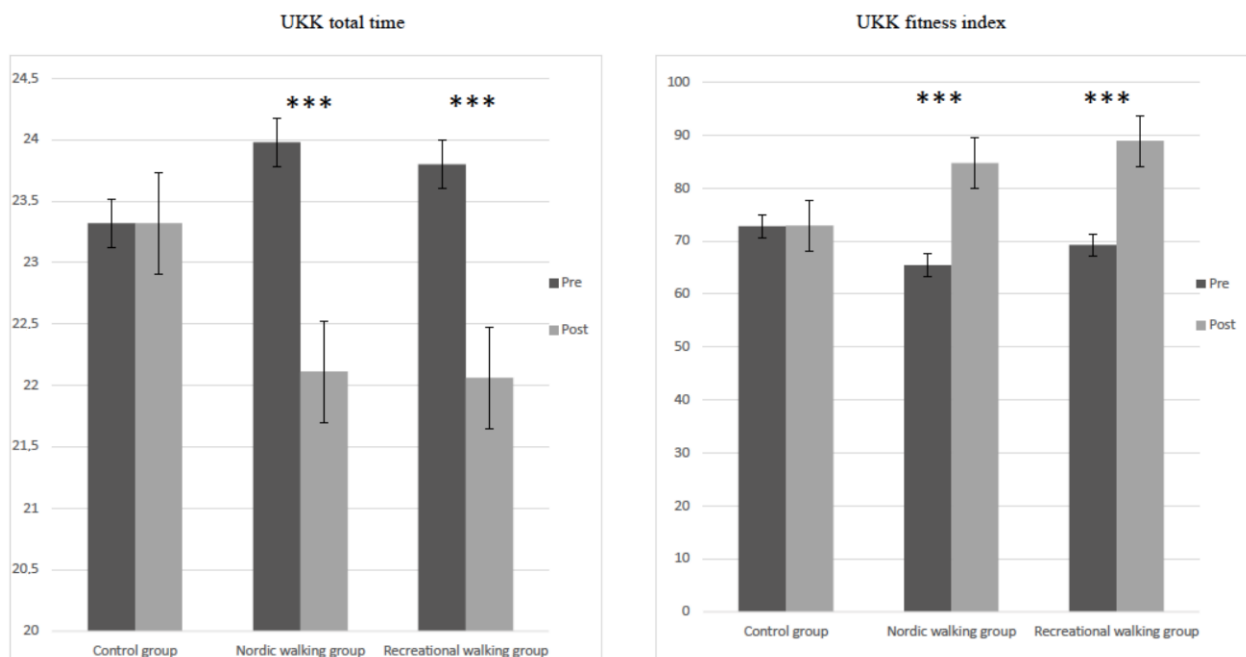 UKK total time
24,5
***
***
24
23,5
23
Pre
22,5
Post
22
21,5
21
20,5
20
Control group
Nordic walking group
Recreational walking group
UKK fitness index
100
***
***
90
80
70
60
Pre
Post
50
40
30
20
10
0
Control group
Nordic walking group
Recreational walking group